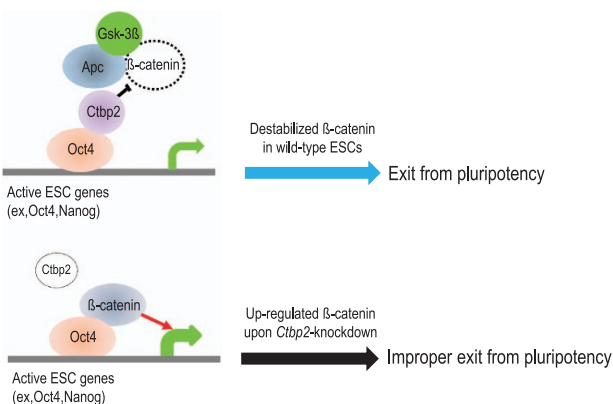 Gsk-3ß
Apc
ß-catenin
Ctbp2
Oct4
Active ESC genes
(ex,Oct4,Nanog)
Destabilized ß-catenin
in wild-type ESCs
Exit from pluripotency
Ctbp2
ß-catenin
Oct4
Active ESC genes
(ex,Oct4,Nanog)
Up-regulated ß-catenin
upon Ctbp2-knockdown
Improper exit from pluripotency